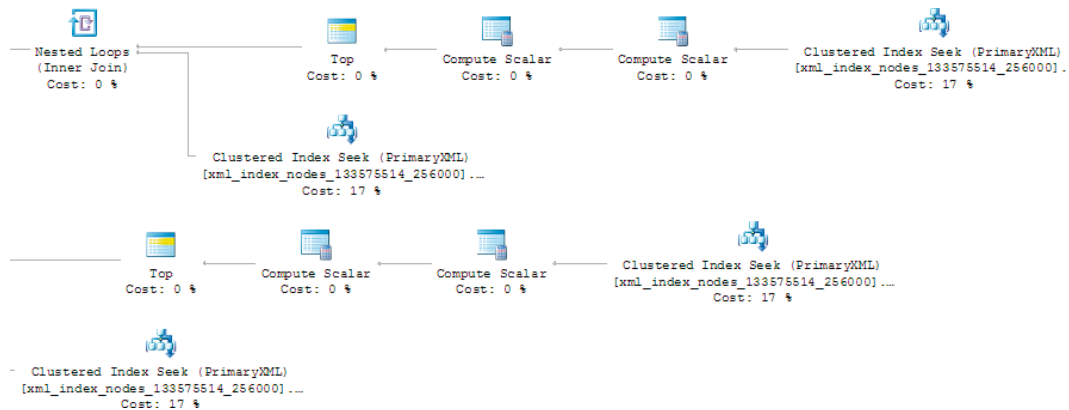 Nested Loops
(Inner Join)
Cost: 0 %
Top
Cost: 0 %
Compute Scalar
Cost: 0 %
Compute Scalar
Cost: 0 %
Clustered Index Seek (PrimaryXML)
[xml_index_nodes_133575514_256000].
Cost: 17 %
Clustered Index Seek (PrimaryXML)
[xml_index_nodes_133575514_256000].…
Cost: 17 %
Top
Cost: 0 %
Compute Scalar
Cost: 0 %
Compute Scalar
Cost: 0 %
Clustered Index Seek (PrimaryXML)
[xml_index_nodes_133575514_256000].…
Cost: 17 %
Clustered Index Seek (PrimaryXML)
[xml_index_nodes_133575514_256000].…
Cost: 17 %